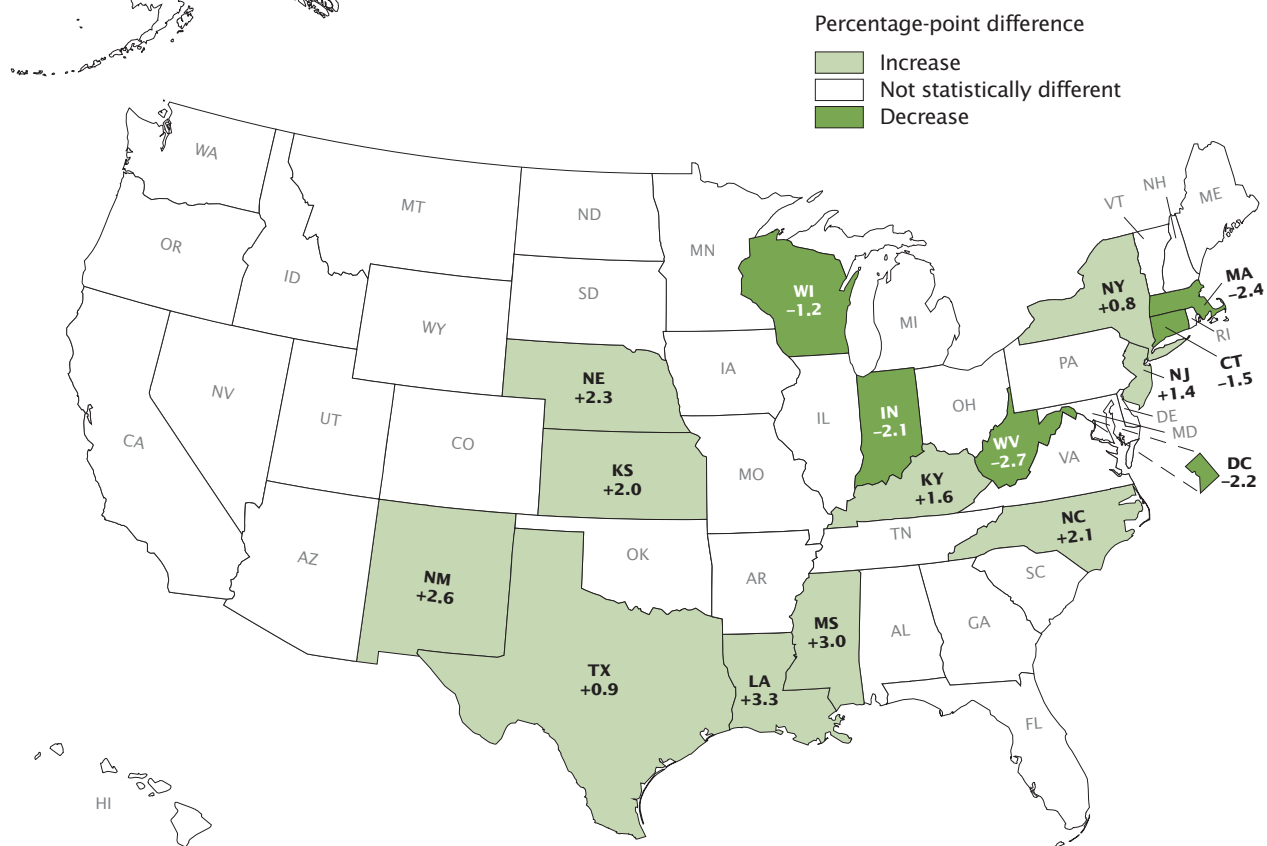 Percentage-point difference
Increase
Not statistically different
Decrease
WA
MT
ND
MN
VT
NH
ME
OR
ID
SD
WI
–1.2
MI
NY
+0.8
MA
–2.4
RI
WY
NE
+2.3
IA
PA
NJ
+1.4
CT
–1.5
NV
UT
CO
IL
IN
–2.1
OH
DE
MD
CA
KS
+2.0
MO
KY
+1.6
WV
–2.7
VA
DC
–2.2
AZ
NM
+2.6
OK
AR
TN
NC
+2.1
SC
TX
+0.9
LA
+3.3
MS
+3.0
AL
GA
FL
HI